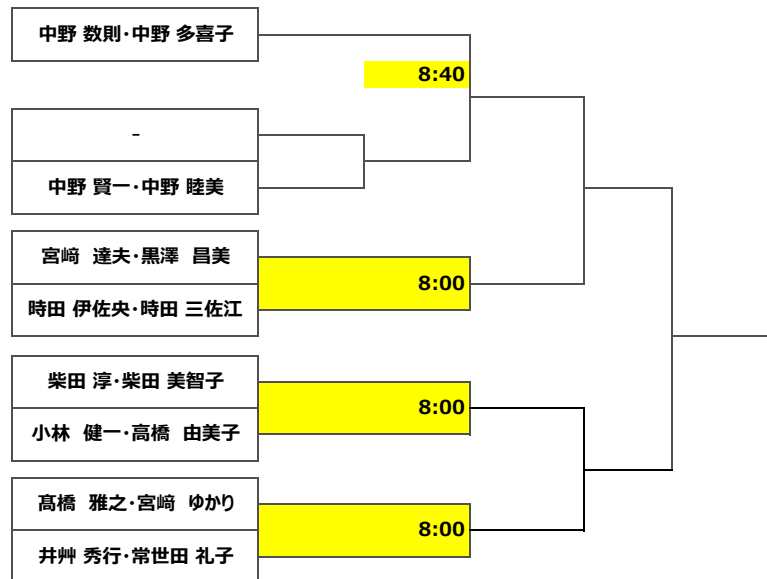 中野 数則・中野 多喜子
8:40
-
中野 賢一・中野 睦美
宮﨑 達夫・黒澤 昌美
8:00
時田 伊佐央・時田 三佐江
柴田 淳・柴田 美智子
8:00
小林 健一・高橋 由美子
髙橋 雅之・宮﨑 ゆかり
8:00
井艸 秀行・常世田 礼子